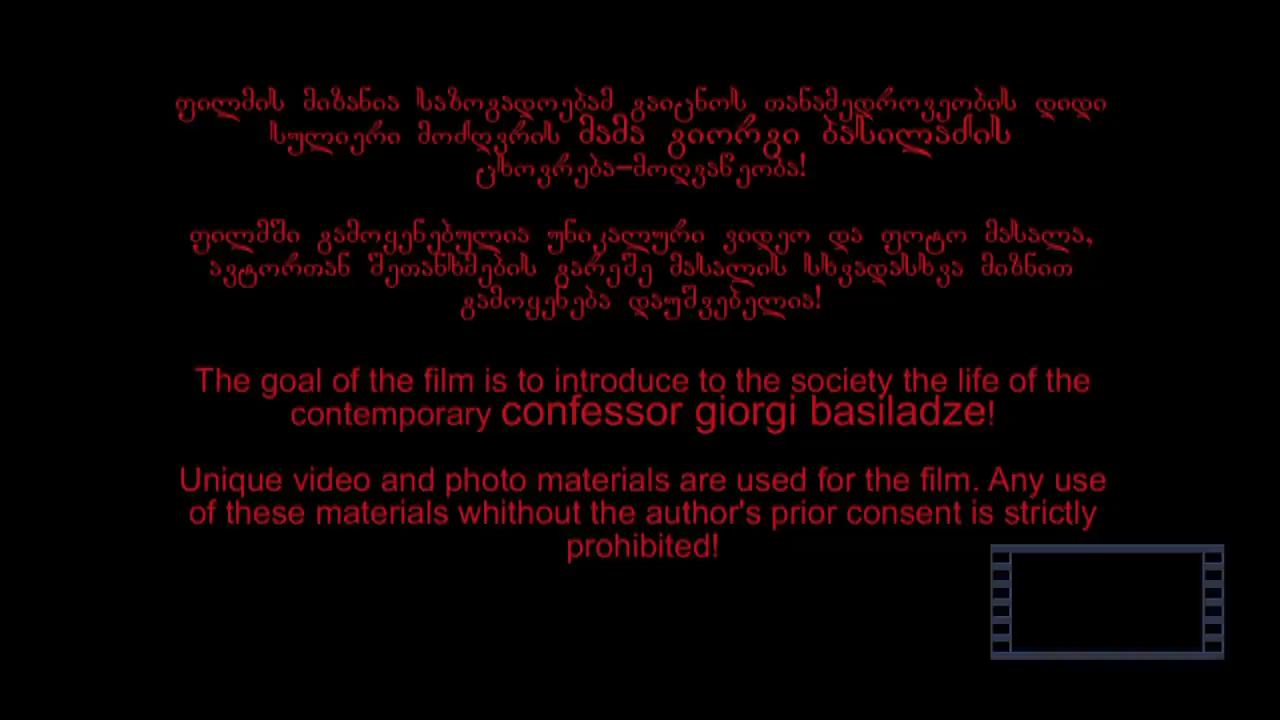 ფილმის მიზანია საზოგადოებამ გაიცნოს თანამედროვეობის დიდი
სულიერი მოძღვრის მამა გიორგი ბასილაძის
ცხოვრება-მოღვაწეობა!
ფილმში გამოყენებულია უნიკალური ვიდეო და ფოტო მასალა,
ავტორთან შეთანხმების გარეშე მასალის სხვადასხვა მიზნით
გამოყენება დაუშვებელია!
The goal of the film is to introduce to the society the life of the
contemporary confessor giorgi basiladze!
Unique video and photo materials are used for the film. Any use
of these materials whithout the author's prior consent is strictly
prohibited!